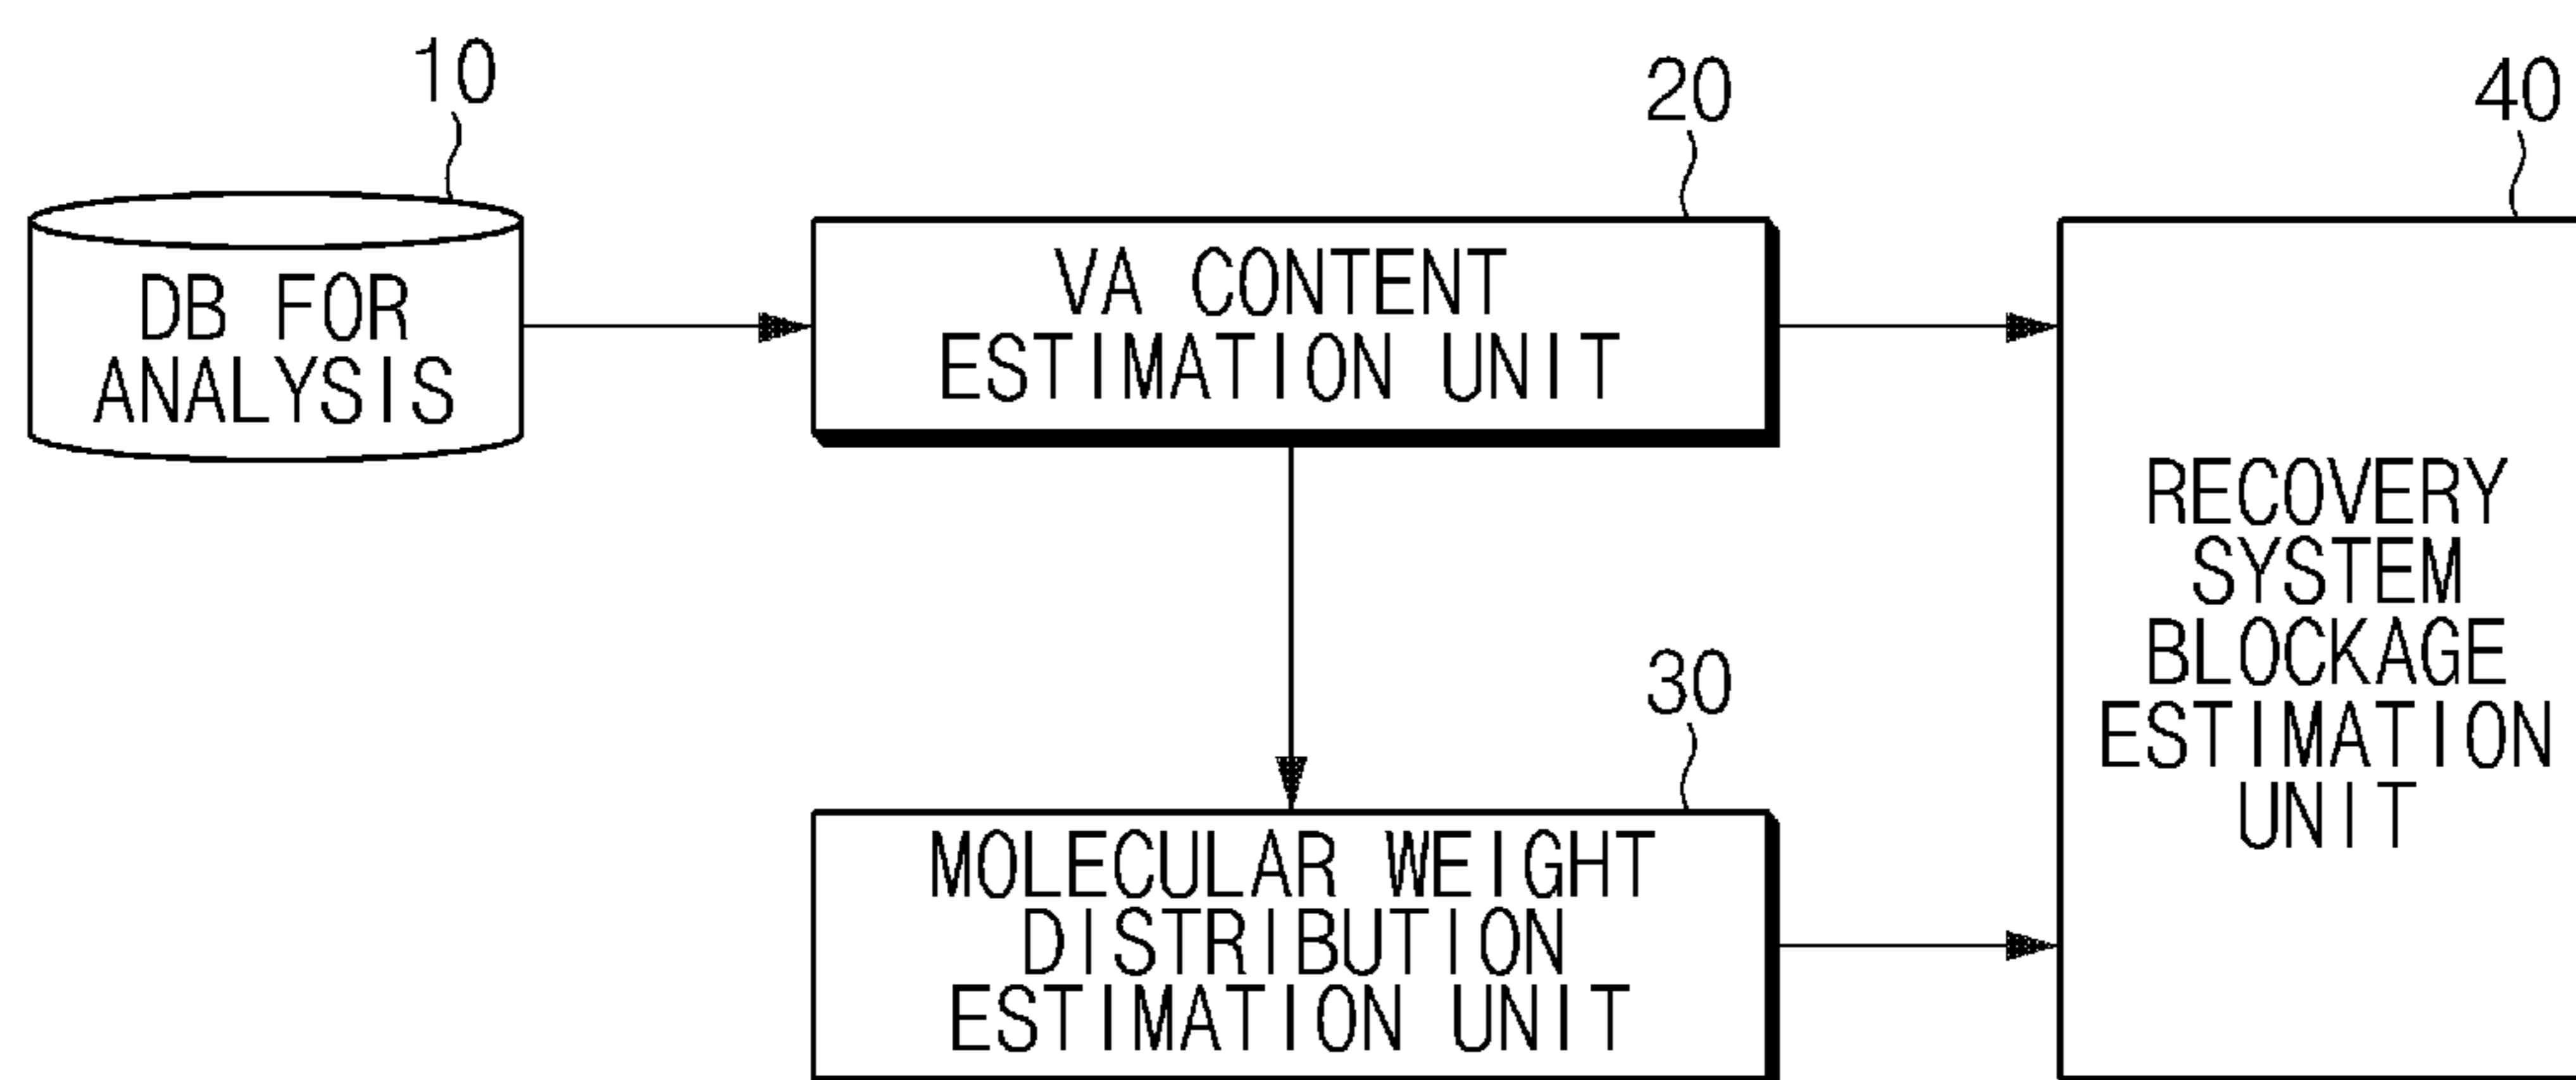 10
DB FOR
ANALYSIS
20
VA CONTENT
ESTIMATION UNIT
30
MOLECULAR WEIGHT
DISTRIBUTION
ESTIMATION UNIT
40
RECOVERY
SYSTEM
BLOCKAGE
ESTIMATION
UNIT